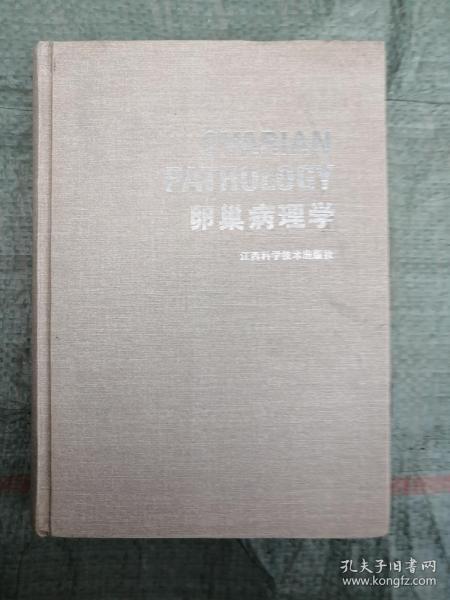 OVARIAN
PATHOLOGY
卵巢病理学
江西科学技术出版社
孔夫子旧书网
www.kongfz.com